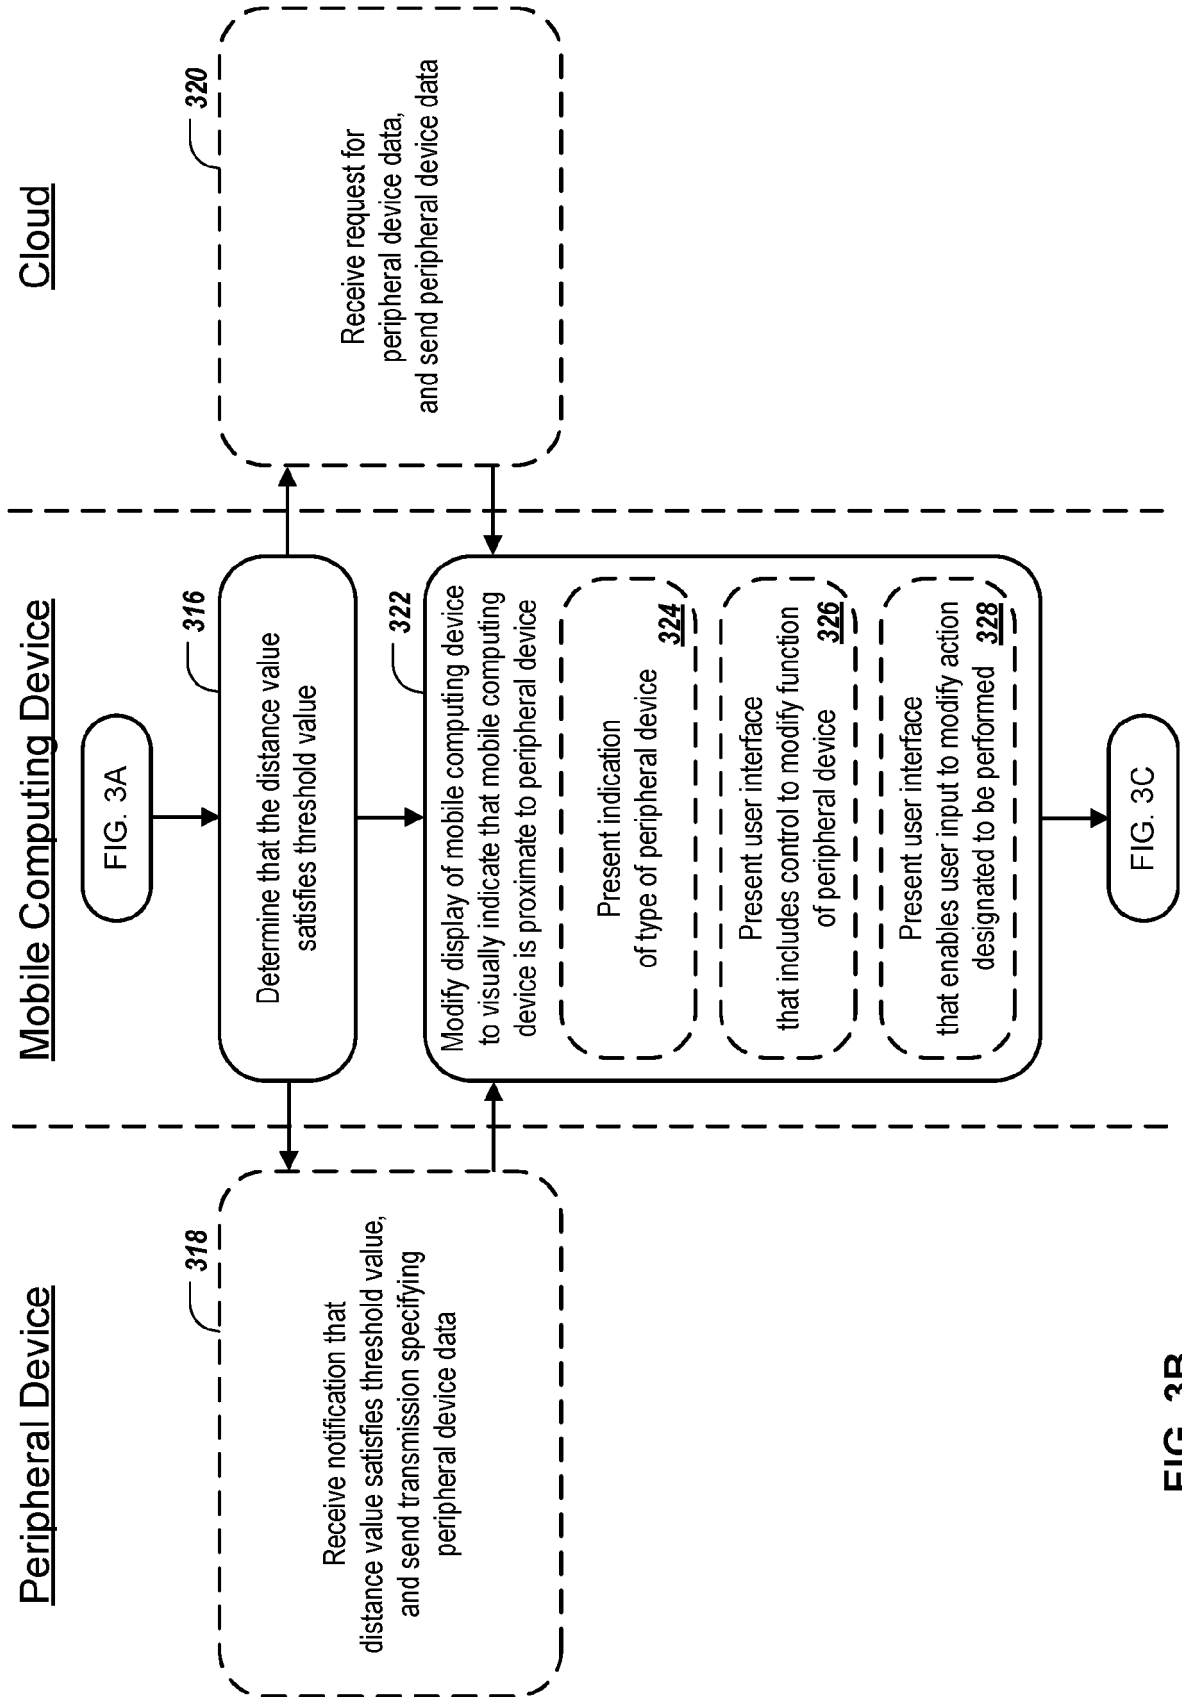 Peripheral Device
Mobile Computing Device
Cloud
FIG. 3A
316
Determine that the distance value
satisfies threshold value
318
Receive notification that
distance value satisfies threshold value,
and send transmission specifying
peripheral device data
320
Receive request for
peripheral device data,
and send peripheral device data
322
Modify display of mobile computing device
to visually indicate that mobile computing
device is proximate to peripheral device
Present indication
of type of peripheral device
324
Present user interface
that includes control to modify function
of peripheral device
326
Present user interface
that enables user input to modify action
designated to be performed
328
FIG. 3C
FIG. 3B